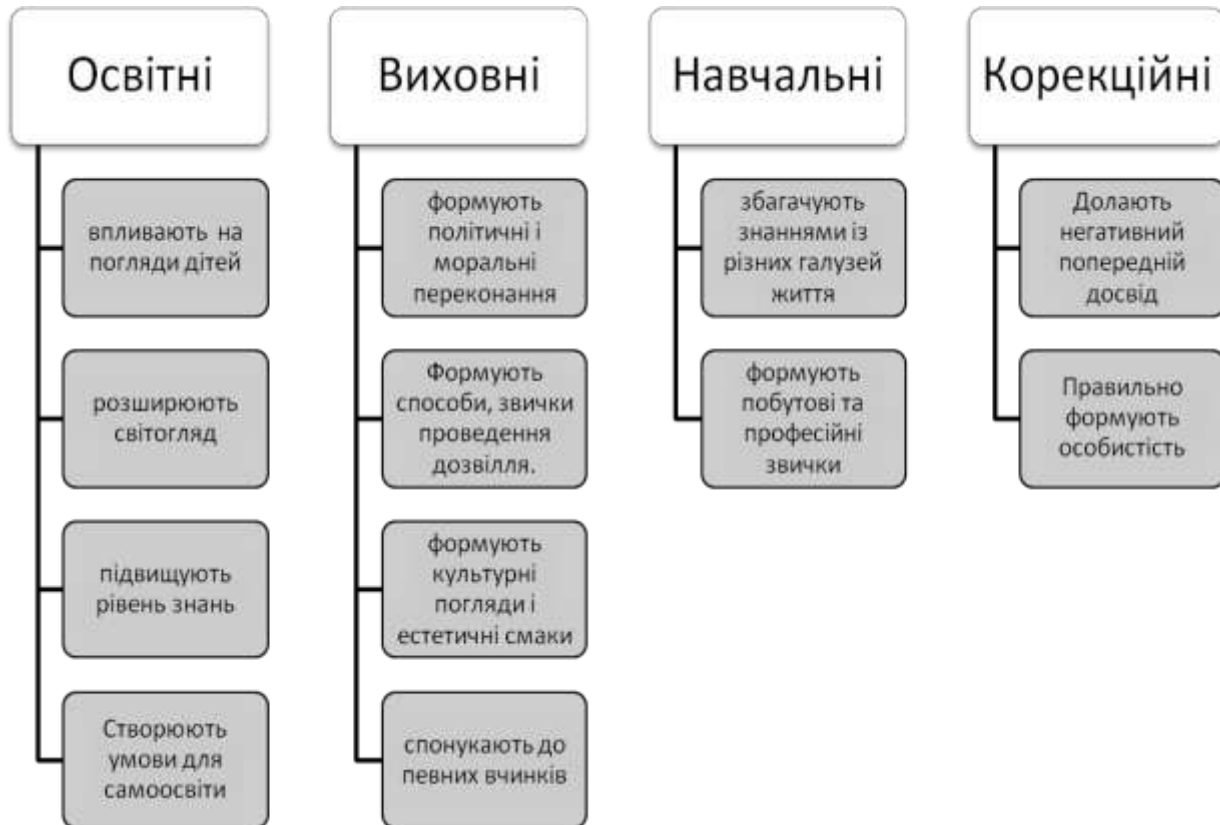 Освітні
впливають на
погляди дітей
розширюють
світогляд
підвищують
рівень знань
Створюють
умови для
самоосвіти
Виховні
формують
політичні і
моральні
переконання
Формують
способи, звички
проведення
дозвілля.
формують
культурні
погляди і
естетичні смаки
спонукають до
певних вчинків
Навчальні
збагачують
знаннями із
різних галузей
життя
формують
побутові та
професійні
звички
Корекційні
Долають
негативний
попередній
досвід
Правильно
формують
особистість